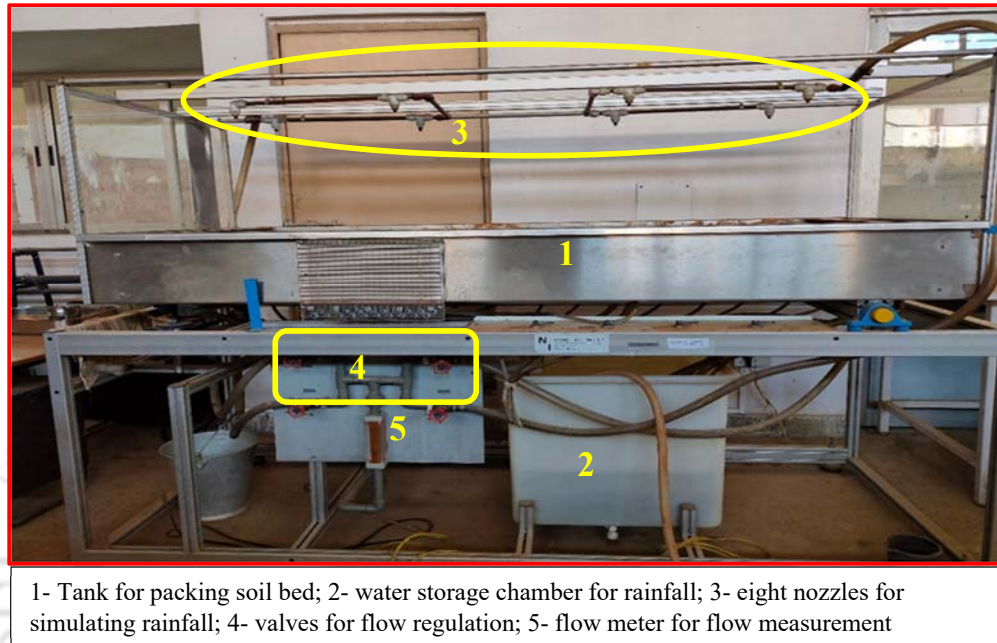 3
1
4
5
2
1- Tank for packing soil bed; 2- water storage chamber for rainfall; 3- eight nozzles for
simulating rainfall; 4- valves for flow regulation; 5- flow meter for flow measurement